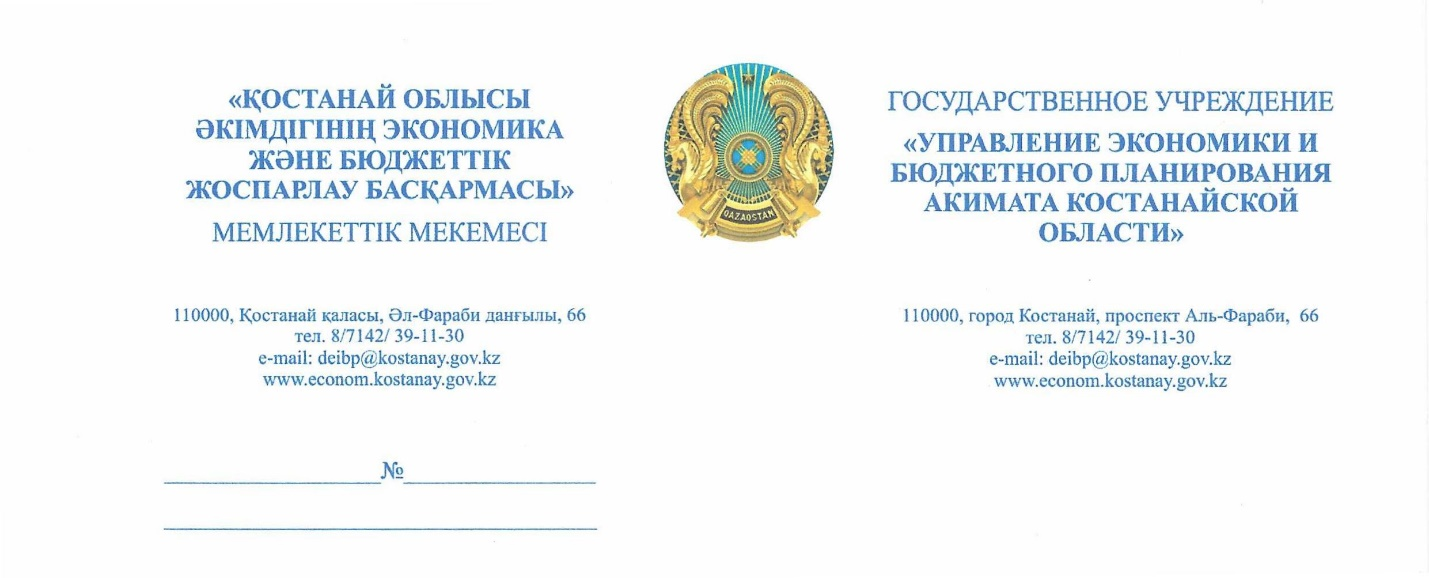 «ҚОСТАНАЙ ОБЛЫСЫ
ӘКІМДІГІНІҢ ЭКОНОМИКА
ЖӘНЕ БЮДЖЕТТІК
ЖОСПАРЛАУ БАСҚАРМАСЫ»
МЕМЛЕКЕТТІК МЕКЕМЕСІ
110000, Қостанай қаласы, Әл-Фараби данғылы, 66
тел. 8/7142/ 39-11-30
e-mail: deibp@kostanay.gov.kz
www.econom.kostanay.gov.kz
__________________№________________
____________________________________
QAZAQSTAN
ГОСУДАРСТВЕННОЕ УЧРЕЖДЕНИЕ
«УПРАВЛЕНИЕ ЭКОНОМИКИ И
БЮДЖЕТНОГО ПЛАНИРОВАНИЯ
АКИМАТА КОСТАНАЙСКОЙ
ОБЛАСТИ»
110000, город Костанай, проспект Аль-Фараби, 66
тел. 8/7142/ 39-11-30
e-mail: deibp@kostanay.gov.kz
www.econom.kostanay.gov.kz